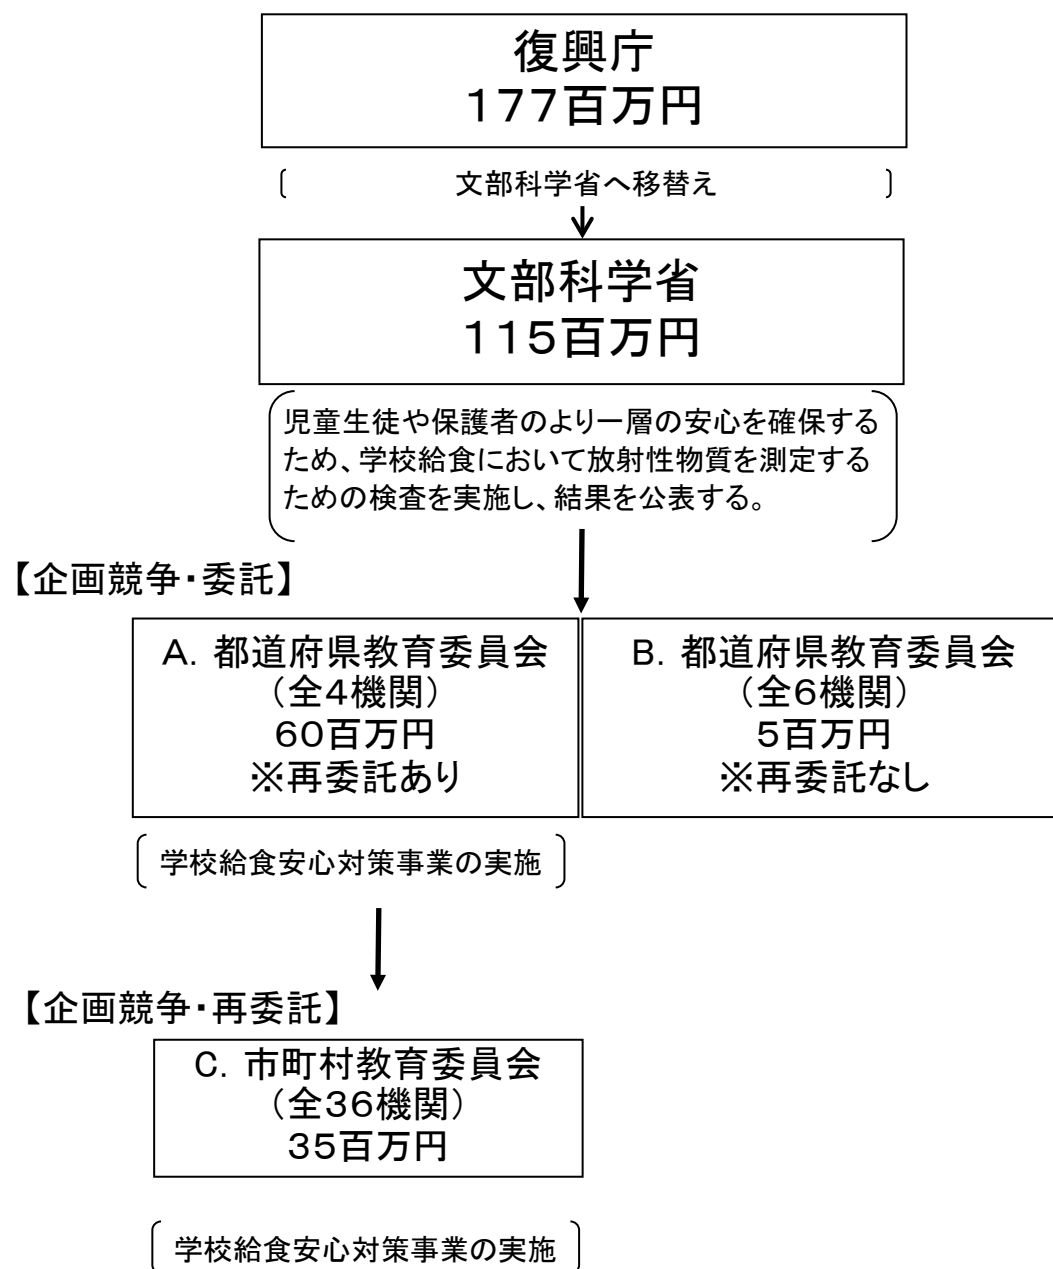 復興庁
177百万円
文部科学省へ移替え
文部科学省
115百万円
児童生徒や保護者のより一層の安心を確保する
ため、学校給食において放射性物質を測定する
ための検査を実施し、結果を公表する。
【企画競争・委託】
A. 都道府県教育委員会
（全4機関）
60百万円
※再委託あり
B. 都道府県教育委員会
（全6機関）
5百万円
※再委託なし
学校給食安心対策事業の実施
【企画競争・再委託】
C. 市町村教育委員会
（全36機関）
35百万円
学校給食安心対策事業の実施